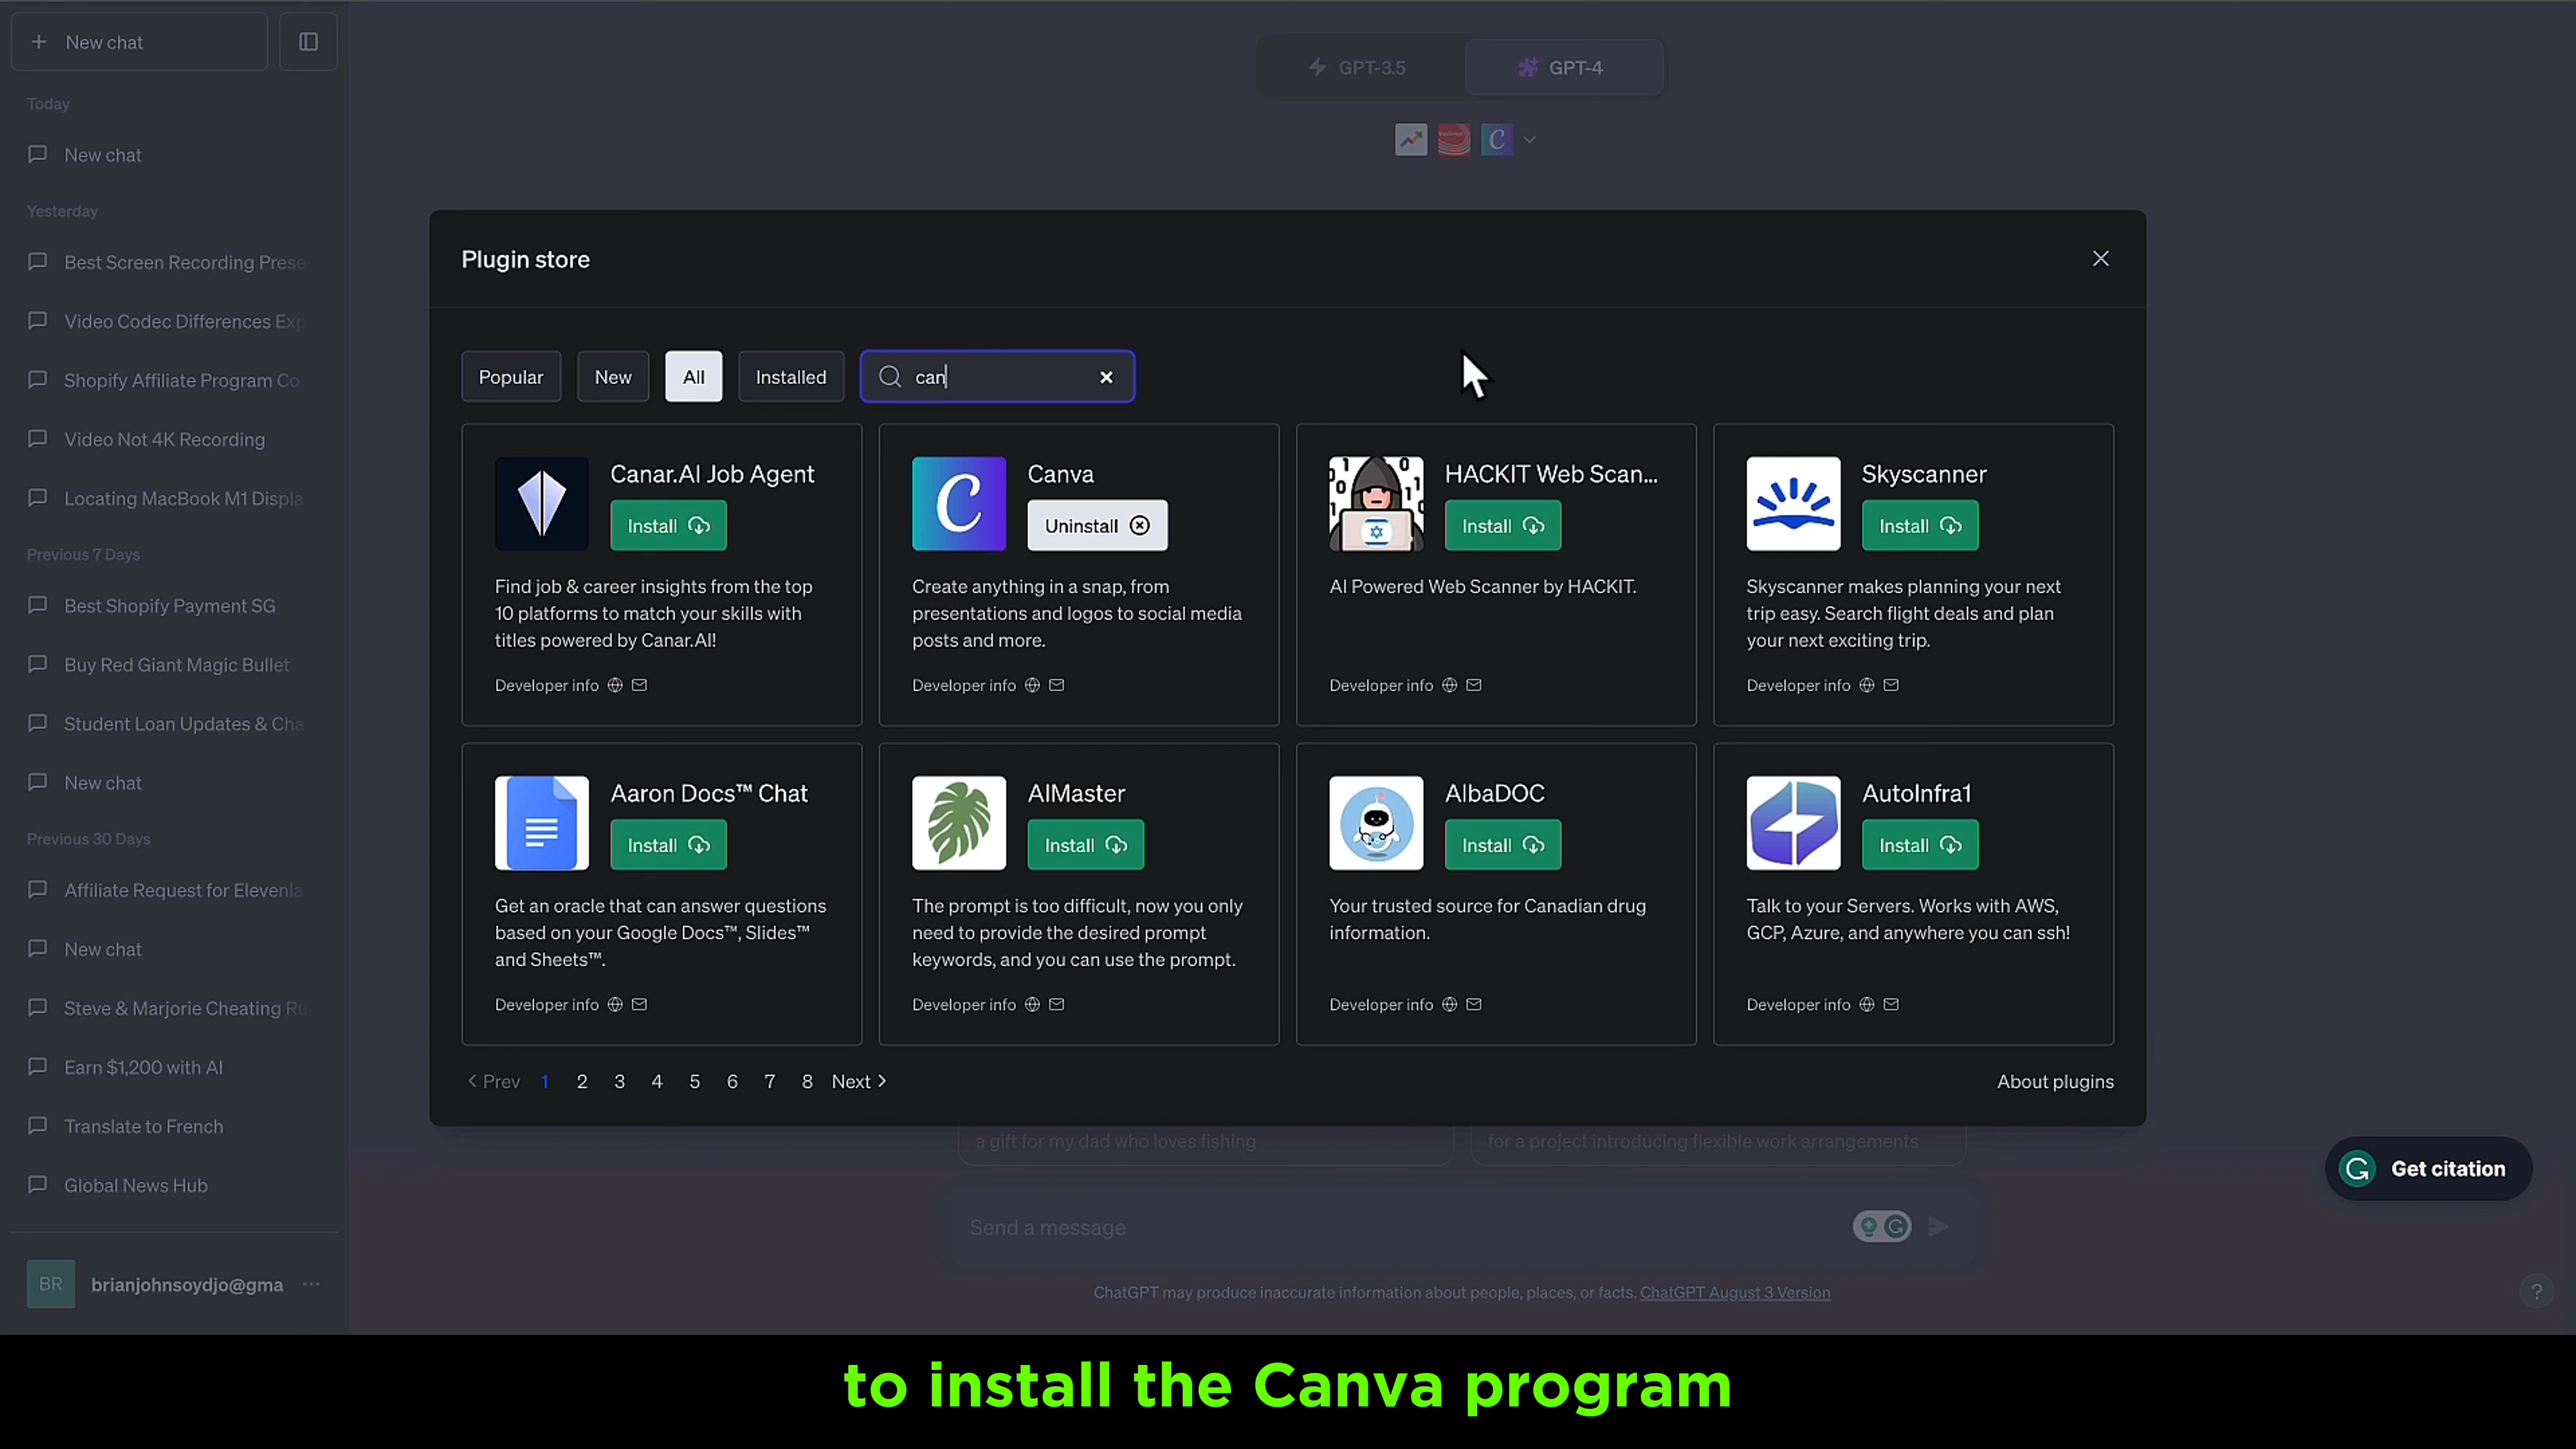 New chat
Today
New chat
Yesterday
Best Screen Recording Prese
Video Codec Differences Exp
Shopify Affiliate Program Co
Video Not 4K Recording
Locating MacBook M1 Displa
Previous 7 Days
Best Shopify Payment SG
Buy Red Giant Magic Bullet
Student Loan Updates & Cha
New chat
Previous 30 Days
Affiliate Request for Elevenla
New chat
Steve & Marjorie Cheating Ru
Earn $1,200 with AI
Translate to French
Global News Hub
BR brianjohnsoydjo@gma
GPT-3.5 GPT-4
Plugin store
Popular New All Installed can
Canar.AI Job Agent
Install
Find job & career insights from the top
10 platforms to match your skills with
titles powered by Canar.AI!
Developer info
Canva
Uninstall
Create anything in a snap, from
presentations and logos to social media
posts and more.
Developer info
HACKIT Web Scan...
Install
AI Powered Web Scanner by HACKIT.
Developer info
Skyscanner
Install
Skyscanner makes planning your next
trip easy. Search flight deals and plan
your next exciting trip.
Developer info
Aaron Docs™ Chat
Install
Get an oracle that can answer questions
based on your Google Docs™, Slides™
and Sheets™.
Developer info
AIMaster
Install
The prompt is too difficult, now you only
need to provide the desired prompt
keywords, and you can use the prompt.
Developer info
AlbaDOC
Install
Your trusted source for Canadian drug
information.
Developer info
AutoInfra1
Install
Talk to your Servers. Works with AWS,
GCP, Azure, and anywhere you can ssh!
Developer info
Prev 1 2 3 4 5 6 7 8 Next
About plugins
a gift for my dad who loves fishing
for a project introducing flexible work arrangements
Get citation
Send a message
ChatGPT may produce inaccurate information about people, places, or facts. ChatGPT August 3 Version
?
to install the Canva program